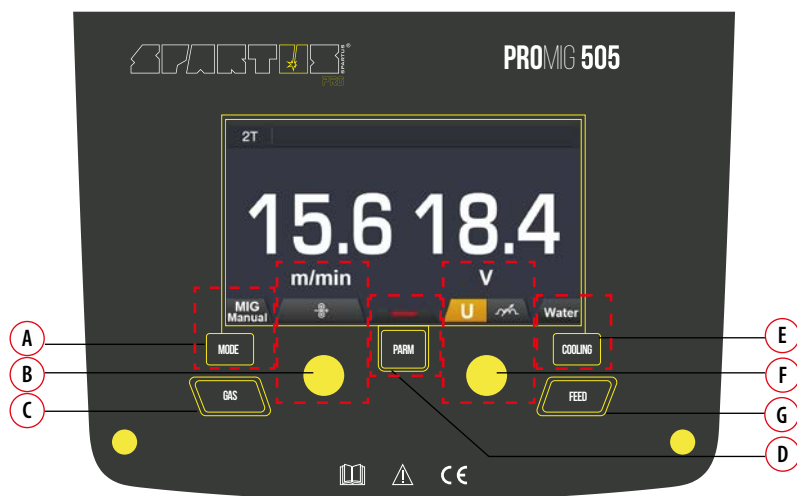 SPARTUS®
SPARTUS
PRO
PROMIG 505
2T
15.6 18.4
m/min V
MIG
Manual
U
Water
A
MODE
PARM
COOLING
E
B
F
C
GAS
FEED
G
D
CE